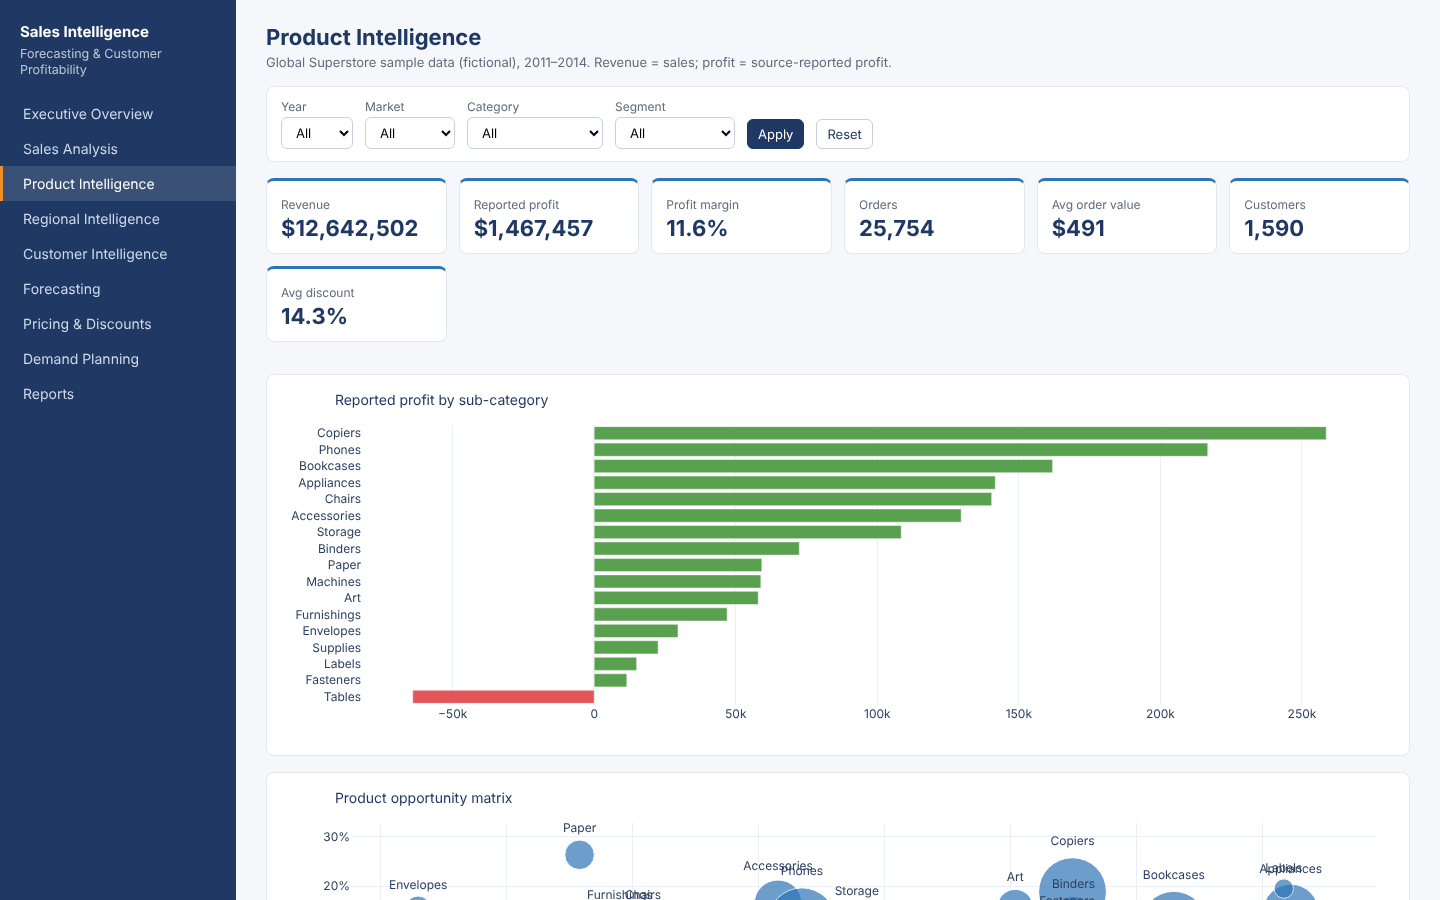 Sales Intelligence
Forecasting & Customer
Profitability
Executive Overview
Sales Analysis
Product Intelligence
Regional Intelligence
Customer Intelligence
Forecasting
Pricing & Discounts
Demand Planning
Reports
Product Intelligence
Global Superstore sample data (fictional), 2011–2014. Revenue = sales; profit = source-reported profit.
Year Market Category Segment
All All All All Apply Reset
Revenue Reported profit Profit margin Orders Avg order value Customers
$12,642,502 $1,467,457 11.6% 25,754 $491 1,590
Avg discount
14.3%
Reported profit by sub-category
Copiers
Phones
Bookcases
Appliances
Chairs
Accessories
Storage
Binders
Paper
Machines
Art
Furnishings
Envelopes
Supplies
Labels
Fasteners
Tables
−50k 0 50k 100k 150k 200k 250k
Product opportunity matrix
30%
Paper
Copiers
Accessories
Phones
Labels
Appliances
Bookcases
Art
Binders
20%
Envelopes
Storage
Furnishings
Chairs
Fasteners